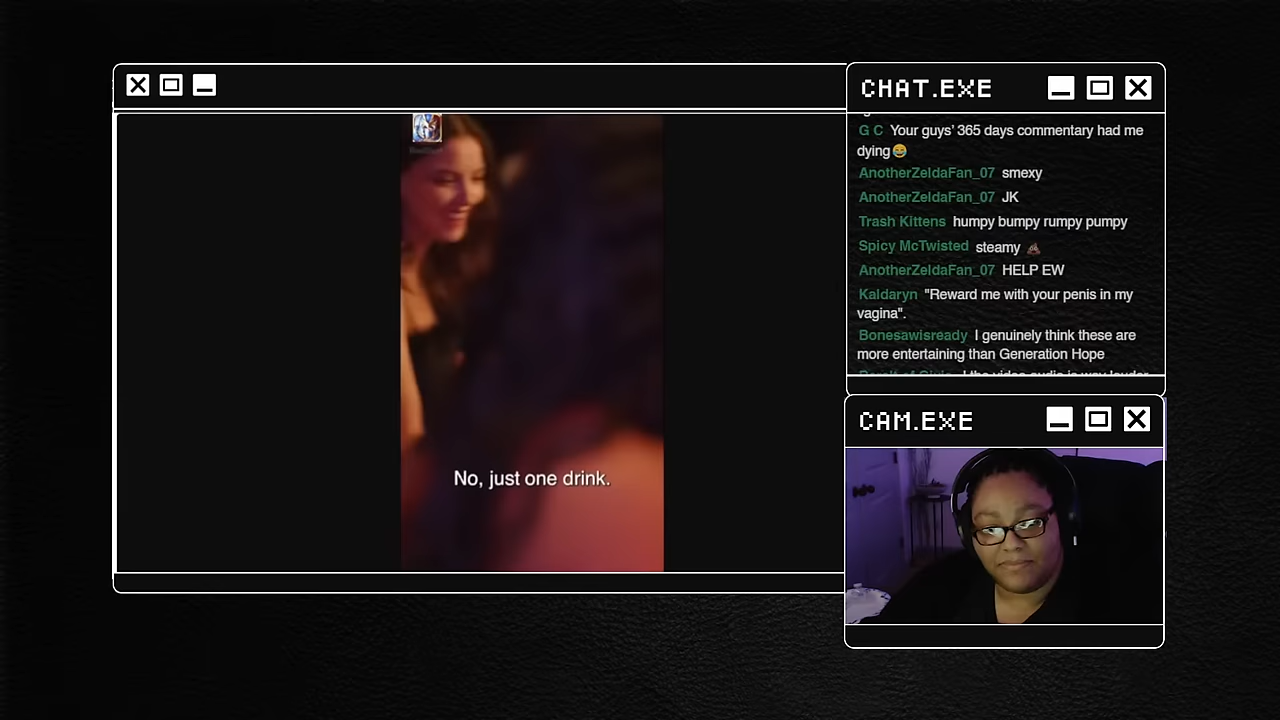 CHAT.EXE
G C Your guys' 365 days commentary had me
dying
AnotherZeldaFan_07 smexy
AnotherZeldaFan_07 JK
Trash Kittens humpy bumpy rumpy pumpy
Spicy McTwisted steamy
AnotherZeldaFan_07 HELP EW
Kaldaryn "Reward me with your penis in my
vagina".
Bonesawisready I genuinely think these are
more entertaining than Generation Hope
No, just one drink.
CAM.EXE